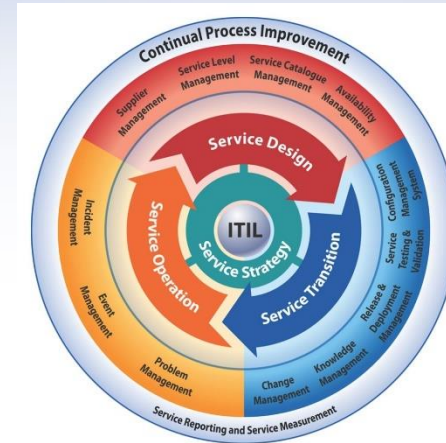 Continual Process Improvement
Supplier
Management
Service Level
Management
Service Catalogue
Management
Availability
Management
Configuration
Management
System
Service
Testing &
Validation
Release &
Deployment
Management
Knowledge
Management
Change
Management
Problem
Management
Event
Management
Incident
Management
Service Design
Service Transition
Service Operation
Service Strategy
ITIL
Service Reporting and Service Measurement